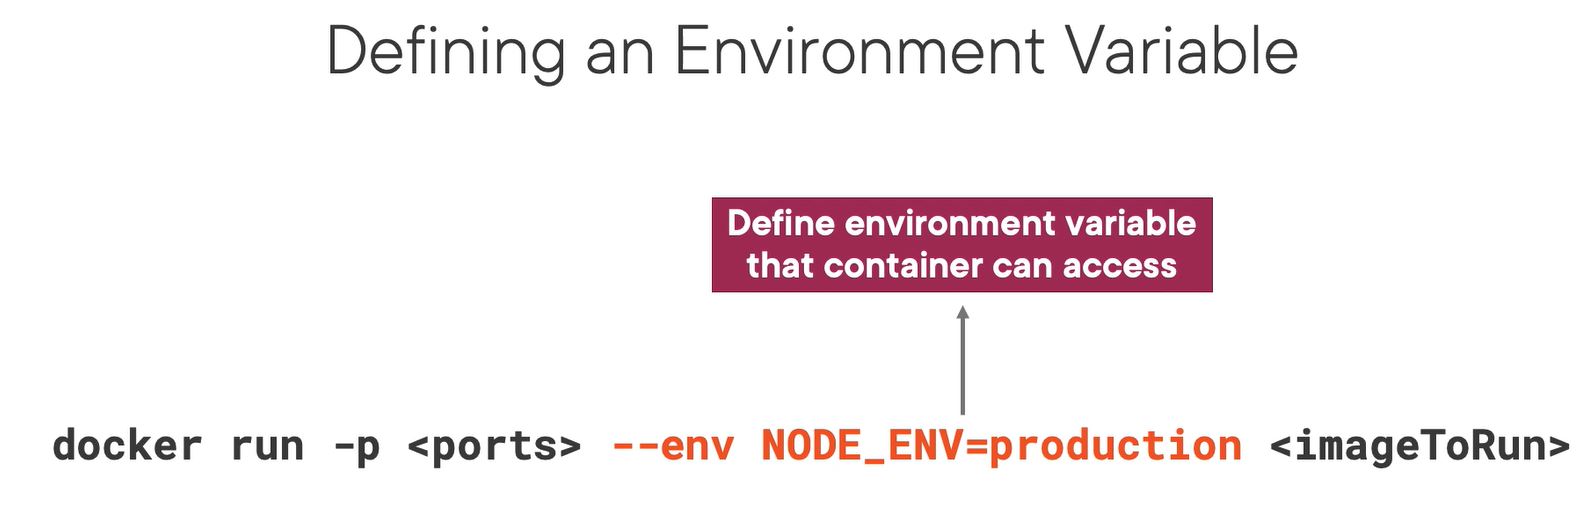 Defining an Environment Variable
Define environment variable
that container can access
docker run -p <ports> --env NODE_ENV=production <imageToRun>